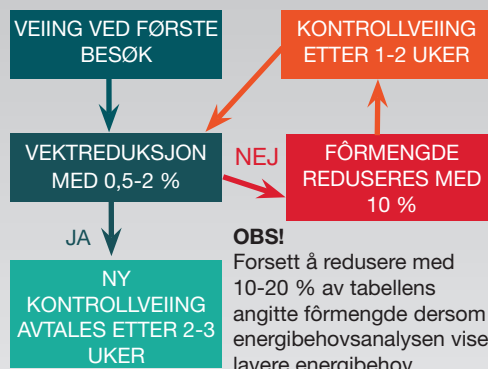 VEIING VED FØRSTE
BESØK
KONTROLLVEIING
ETTER 1-2 UKER
VEKTREDUKSJON
MED 0,5-2 %
NEJ
FÔRMENGDE
REDUSERES MED
10 %
JA
NY
KONTROLLVEIING
AVTALES ETTER 2-3
UKER
OBS!
Forsett å redusere med
10-20 % av tabellens
angitte fôrmengde dersom
energibehovsanalysen vise
lavere energibehov